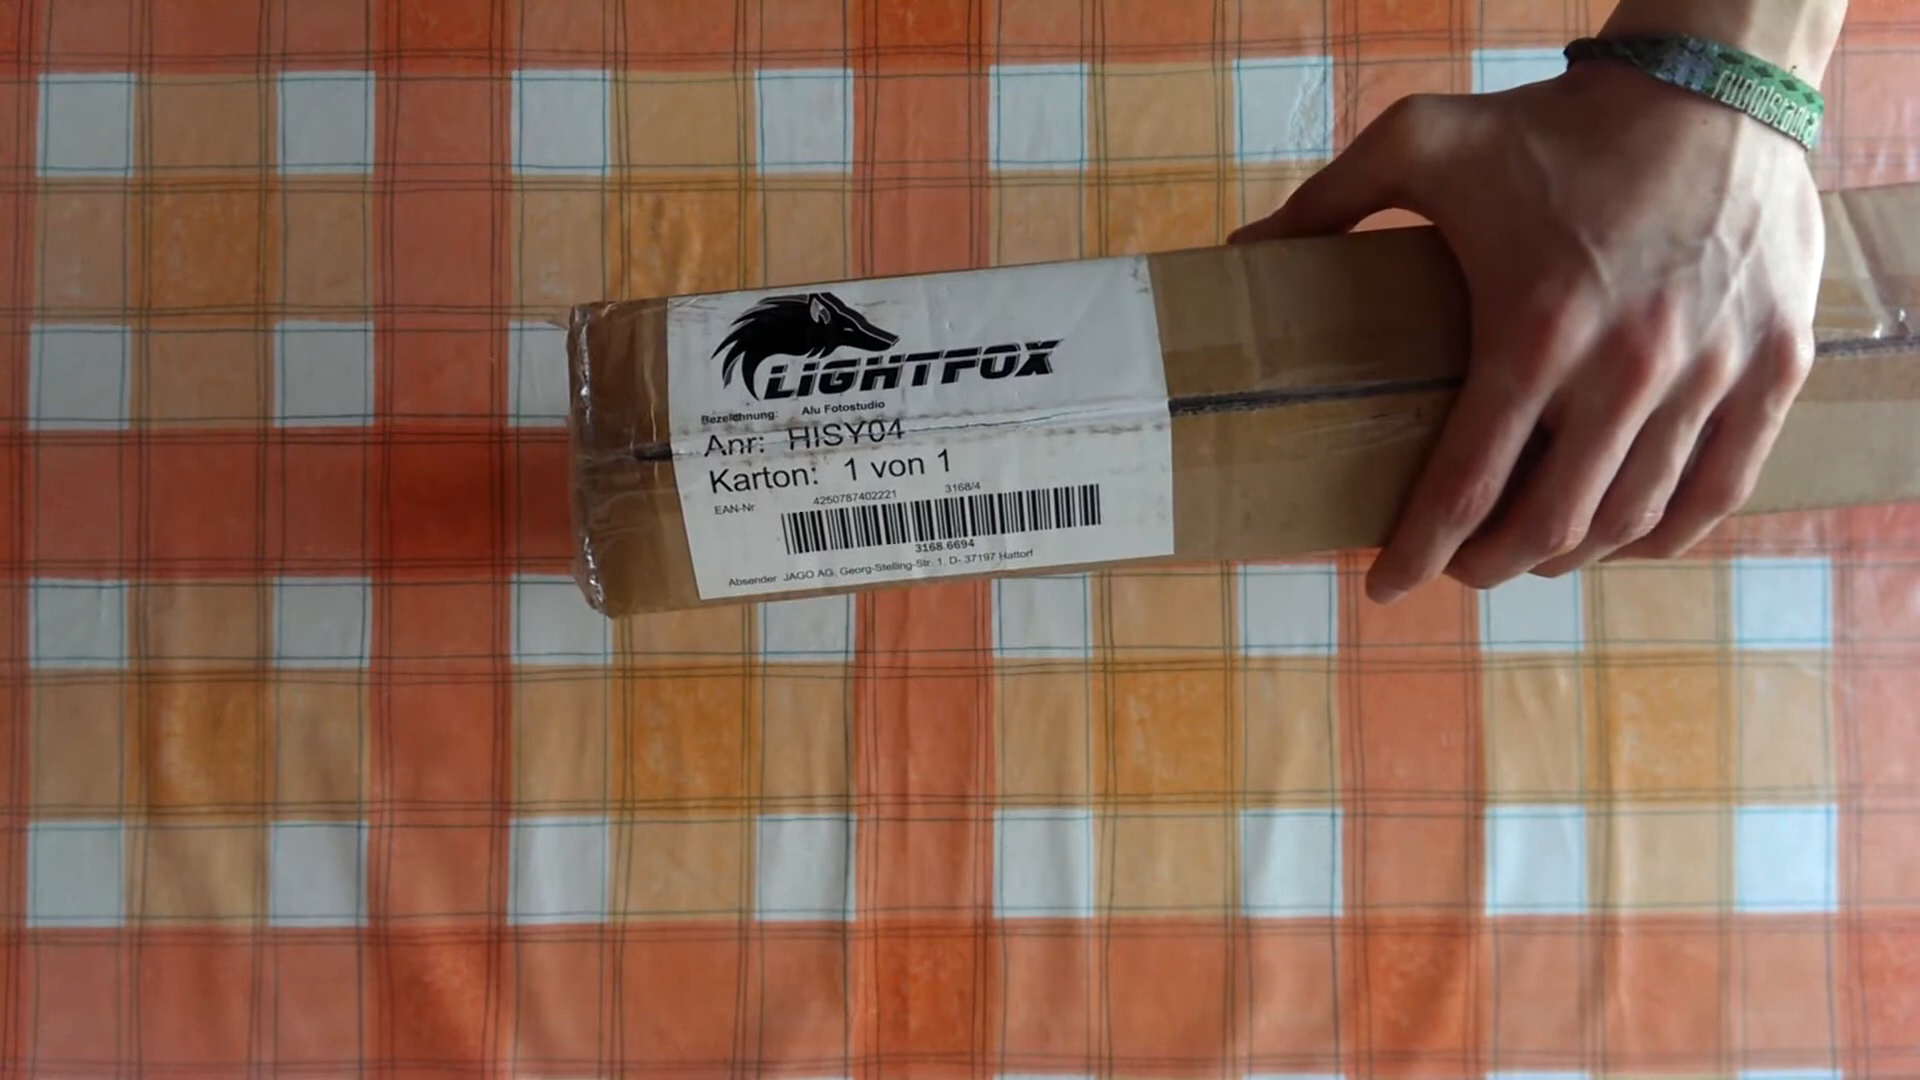 LIGHTFOX
Bezeichnung: Alu Fotostudio
Anr: HISY04
Karton: 1 von 1
EAN-Nr 4250787402221 3168/4
3168.6694
Absender: JAGO AG, Georg-Stelling-Str. 1, D- 37197 Hattorf